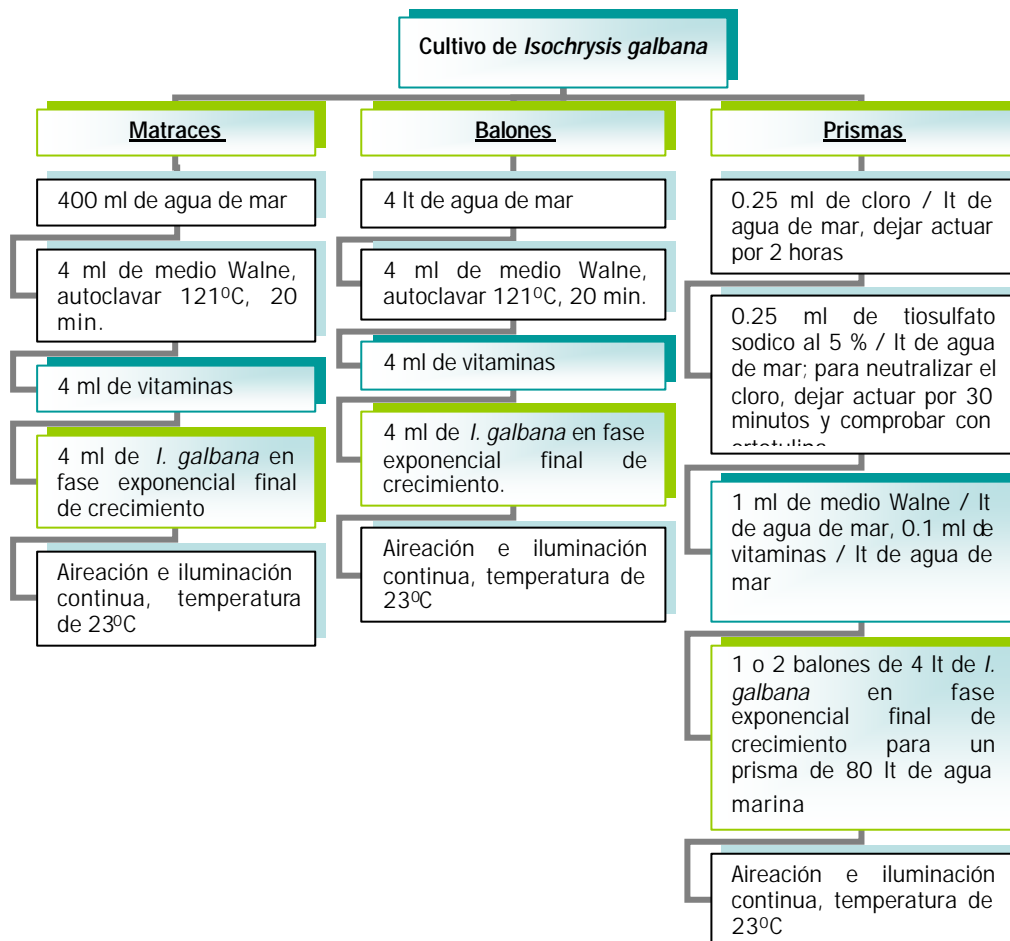 Cultivo de Isochrysis galbana
Matraces
400 ml de agua de mar
4 ml de medio Walne,
autoclavar 121⁰C, 20
min.
4 ml de vitaminas
4 ml de I. galbana en
fase exponencial final
de crecimiento
Aireación e iluminación
continua, temperatura
de 23⁰C
Balones
4 lt de agua de mar
4 ml de medio Walne,
autoclavar 121⁰C, 20 min.
4 ml de vitaminas
4 ml de I. galbana en fase
exponencial final de
crecimiento.
Aireación e iluminación
continua, temperatura de
23⁰C
Prismas
0.25 ml de cloro / lt de
agua de mar, dejar actuar
por 2 horas
0.25 ml de tiosulfato
sodico al 5 % / lt de agua
de mar; para neutralizar el
cloro, dejar actuar por 30
minutos y comprobar con
1 ml de medio Walne / lt
de agua de mar, 0.1 ml de
vitaminas / lt de agua de
mar
1 o 2 balones de 4 lt de I.
galbana en fase
exponencial final de
crecimiento para un
prisma de 80 lt de agua
marina
Aireación e iluminación
continua, temperatura de
23⁰C